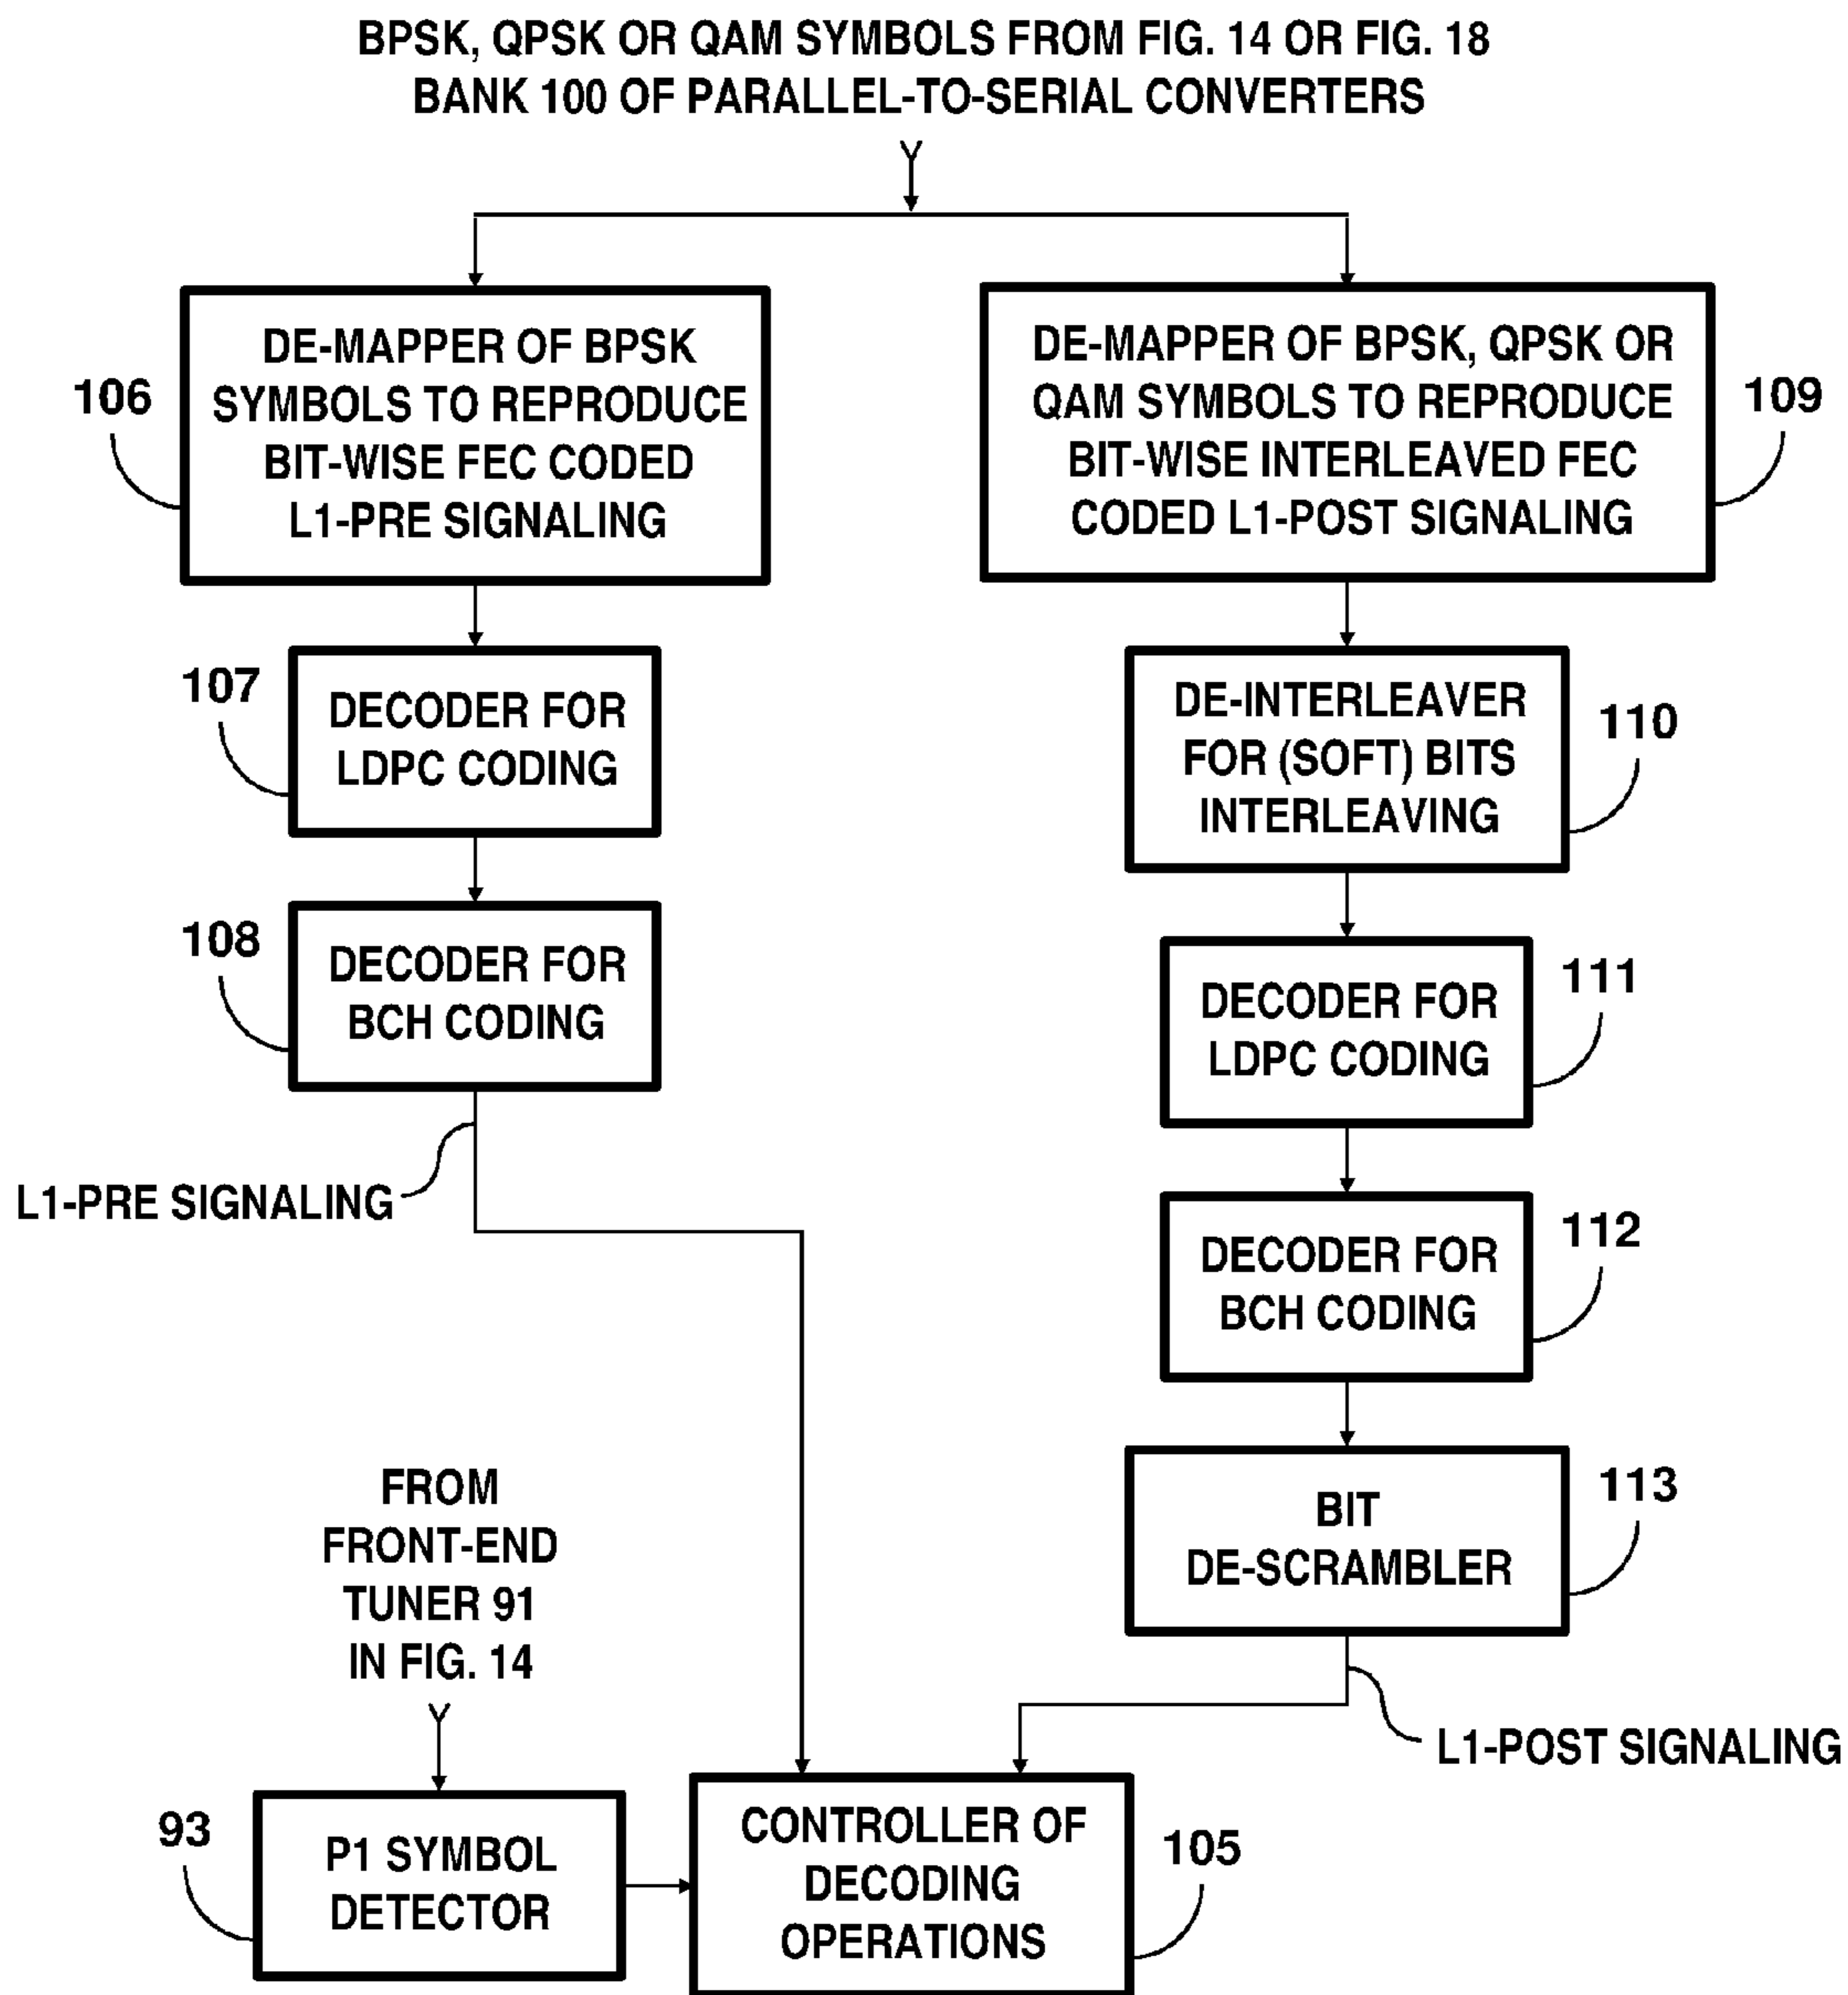 BPSK, QPSK OR QAM SYMBOLS FROM FIG. 14 OR FIG. 18
BANK 100 OF PARALLEL-TO-SERIAL CONVERTERS
106
DE-MAPPER OF BPSK
SYMBOLS TO REPRODUCE
BIT-WISE FEC CODED
L1-PRE SIGNALING
DE-MAPPER OF BPSK, QPSK OR
QAM SYMBOLS TO REPRODUCE
BIT-WISE INTERLEAVED FEC
CODED L1-POST SIGNALING
109
107
DECODER FOR
LDPC CODING
DE-INTERLEAVER
FOR (SOFT) BITS
INTERLEAVING
110
108
DECODER FOR
BCH CODING
DECODER FOR
LDPC CODING
111
L1-PRE SIGNALING
DECODER FOR
BCH CODING
112
BIT
DE-SCRAMBLER
113
FROM
FRONT-END
TUNER 91
IN FIG. 14
L1-POST SIGNALING
93
P1 SYMBOL
DETECTOR
CONTROLLER OF
DECODING
OPERATIONS
105